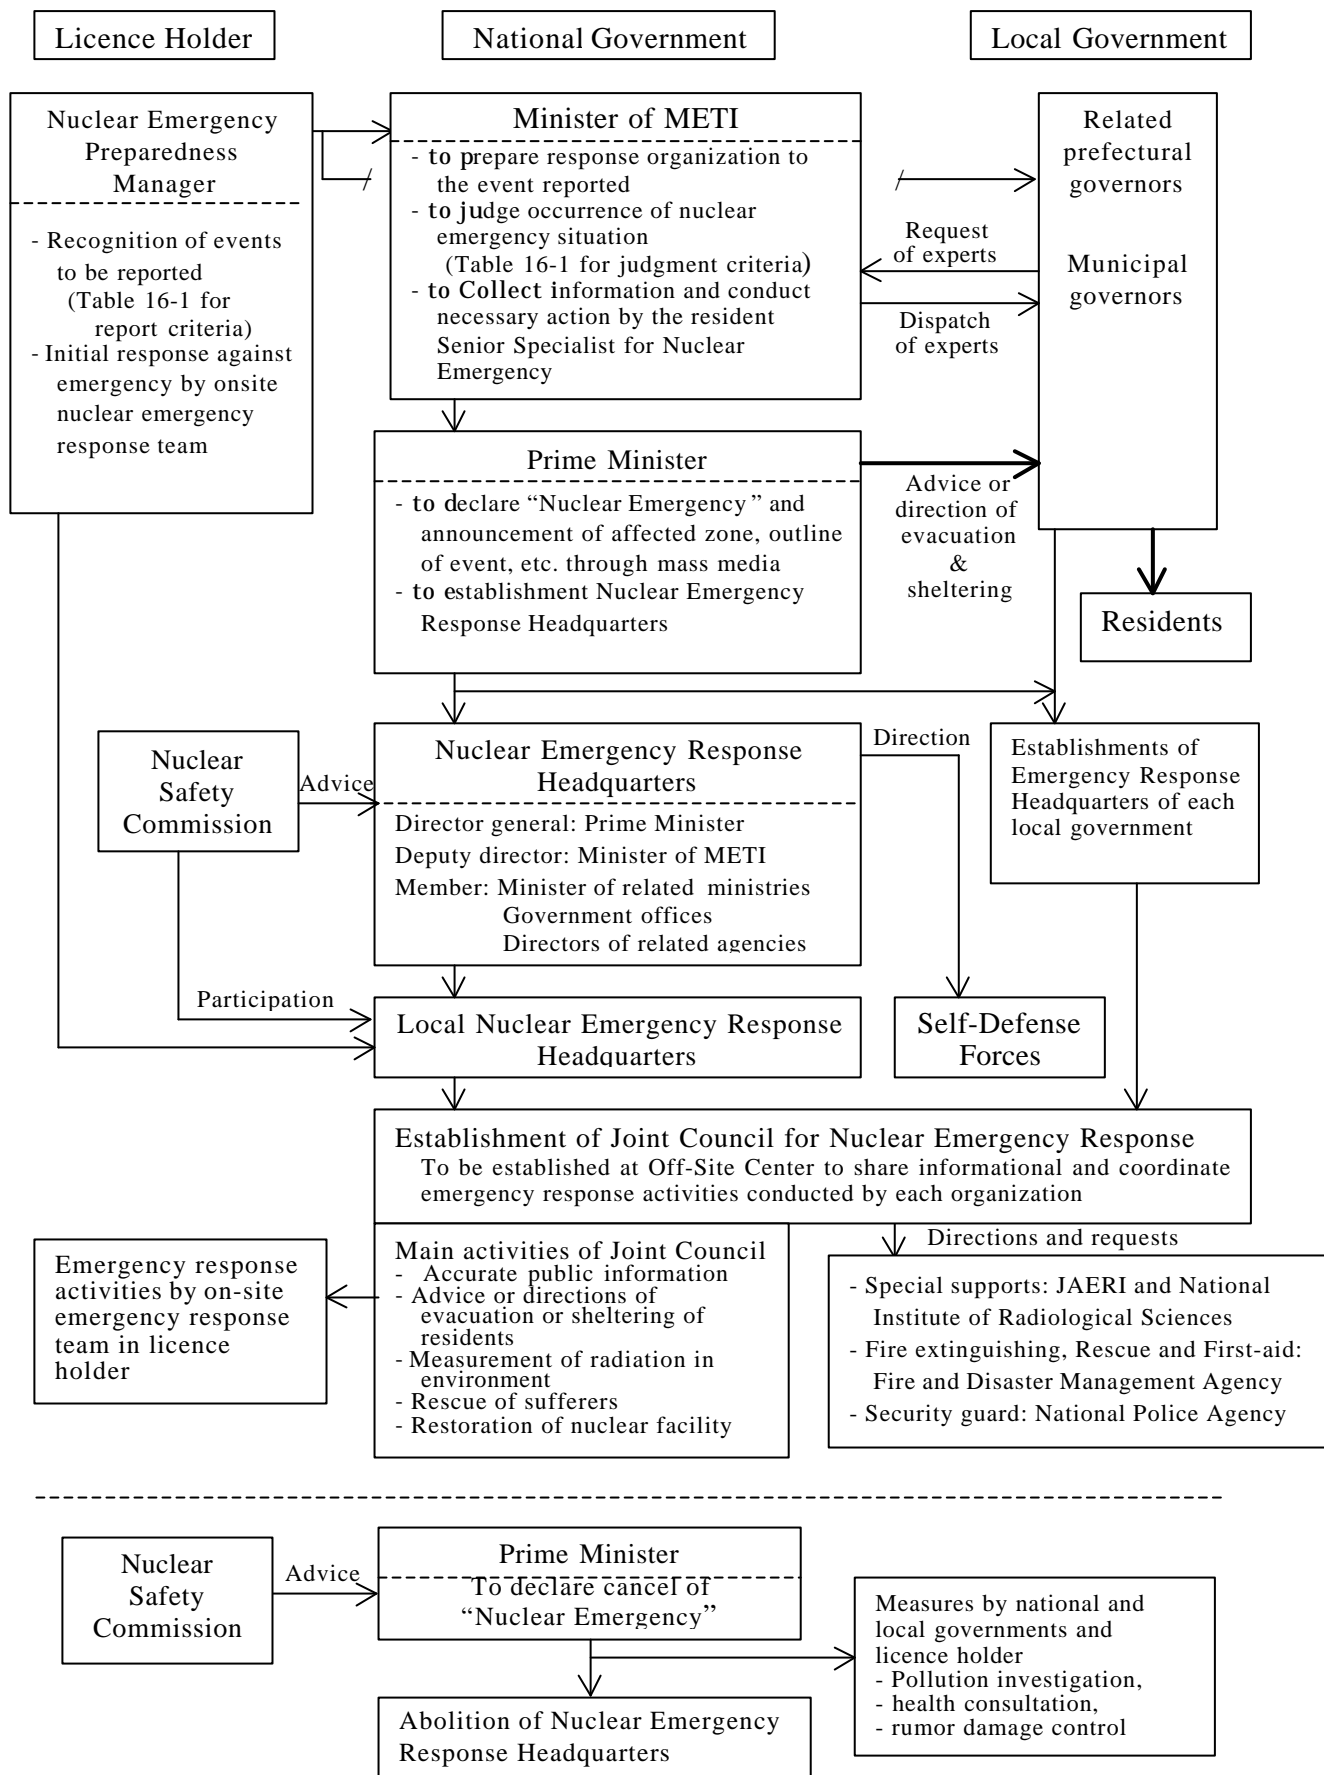 Licence Holder
National Government
Local Government
Nuclear Emergency
Preparedness
Manager
- Recognition of events
to be reported
(Table 16-1 for
report criteria)
- Initial response against
emergency by onsite
nuclear emergency
response team
Minister of METI
- to prepare response organization to
the event reported
- to judge occurrence of nuclear
emergency situation
(Table 16-1 for judgment criteria)
- to Collect information and conduct
necessary action by the resident
Senior Specialist for Nuclear
Emergency
Request
of experts
Dispatch
of experts
Related
prefectural
governors
Municipal
governors
Prime Minister
- to declare “Nuclear Emergency” and
announcement of affected zone, outline
of event, etc. through mass media
- to establishment Nuclear Emergency
Response Headquarters
Advice or
direction of
evacuation
&
sheltering
Residents
Nuclear
Safety
Commission
Advice
Nuclear Emergency Response
Headquarters
Director general: Prime Minister
Deputy director: Minister of METI
Member: Minister of related ministries
Government offices
Directors of related agencies
Direction
Establishments of
Emergency Response
Headquarters of each
local government
Participation
Local Nuclear Emergency Response
Headquarters
Self-Defense
Forces
Establishment of Joint Council for Nuclear Emergency Response
To be established at Off-Site Center to share informational and coordinate
emergency response activities conducted by each organization
Emergency response
activities by on-site
emergency response
team in licence
holder
Main activities of Joint Council
- Accurate public information
- Advice or directions of
evacuation or sheltering of
residents
- Measurement of radiation in
environment
- Rescue of sufferers
- Restoration of nuclear facility
Directions and requests
- Special supports: JAERI and National
Institute of Radiological Sciences
- Fire extinguishing, Rescue and First-aid:
Fire and Disaster Management Agency
- Security guard: National Police Agency
Nuclear
Safety
Commission
Advice
Prime Minister
To declare cancel of
“Nuclear Emergency”
Measures by national and
local governments and
licence holder
- Pollution investigation,
- health consultation,
- rumor damage control
Abolition of Nuclear Emergency
Response Headquarters